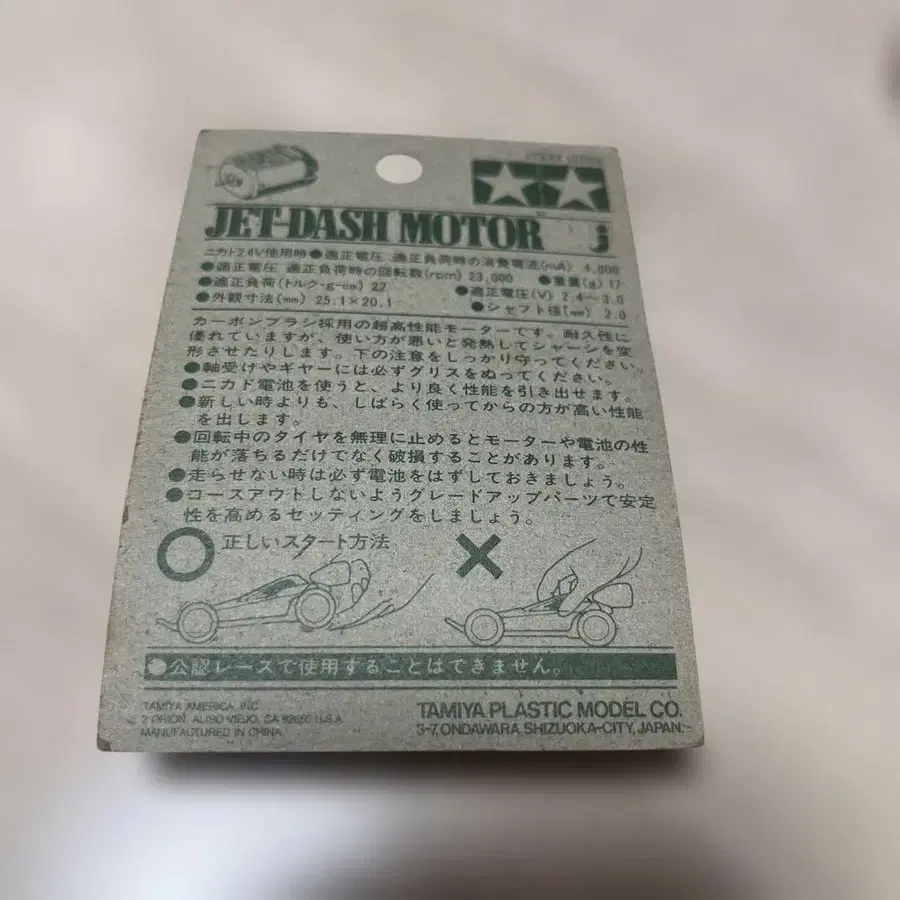 JET-DASH MOTOR
ニカド2.4V使用時●適正電圧 適正負荷時の消費電流(mA) 4,000
●適正電圧 適正負荷時の回転数(rpm) 23,000 ●重量(g) 17
●適正負荷(トルク・g-cm) 22 ●適正電圧(V) 2.4〜3.0
●外観寸法(mm) 25.1×20.1 ●シャフト径(mm) 2.0
カーボンブラシ採用の超高性能モーターです。耐久性に
優れていますが、使い方が悪いと発熱してシャーシを変
形させたりします。下の注意をしっかり守ってください。
●軸受けやギヤーには必ずグリスをぬってください。
●ニカド電池を使うと、より良く性能を引き出せます。
●新しい時よりも、しばらく使ってからの方が高い性能
を出します。
●回転中のタイヤを無理に止めるとモーターや電池の性
能が落ちるだけでなく破損することがあります。
●走らせない時は必ず電池をはずしておきましょう。
●コースアウトしないようグレードアップパーツで安定
性を高めるセッティングをしましょう。
正しいスタート方法
●公認レースで使用することはできません。
TAMIYA AMERICA, INC
2 ORION, ALISO VIEJO, CA 92656 U.S.A
MANUFACTURED IN CHINA.
TAMIYA PLASTIC MODEL CO.
3-7, ONDAWARA, SHIZUOKA-CITY, JAPAN.